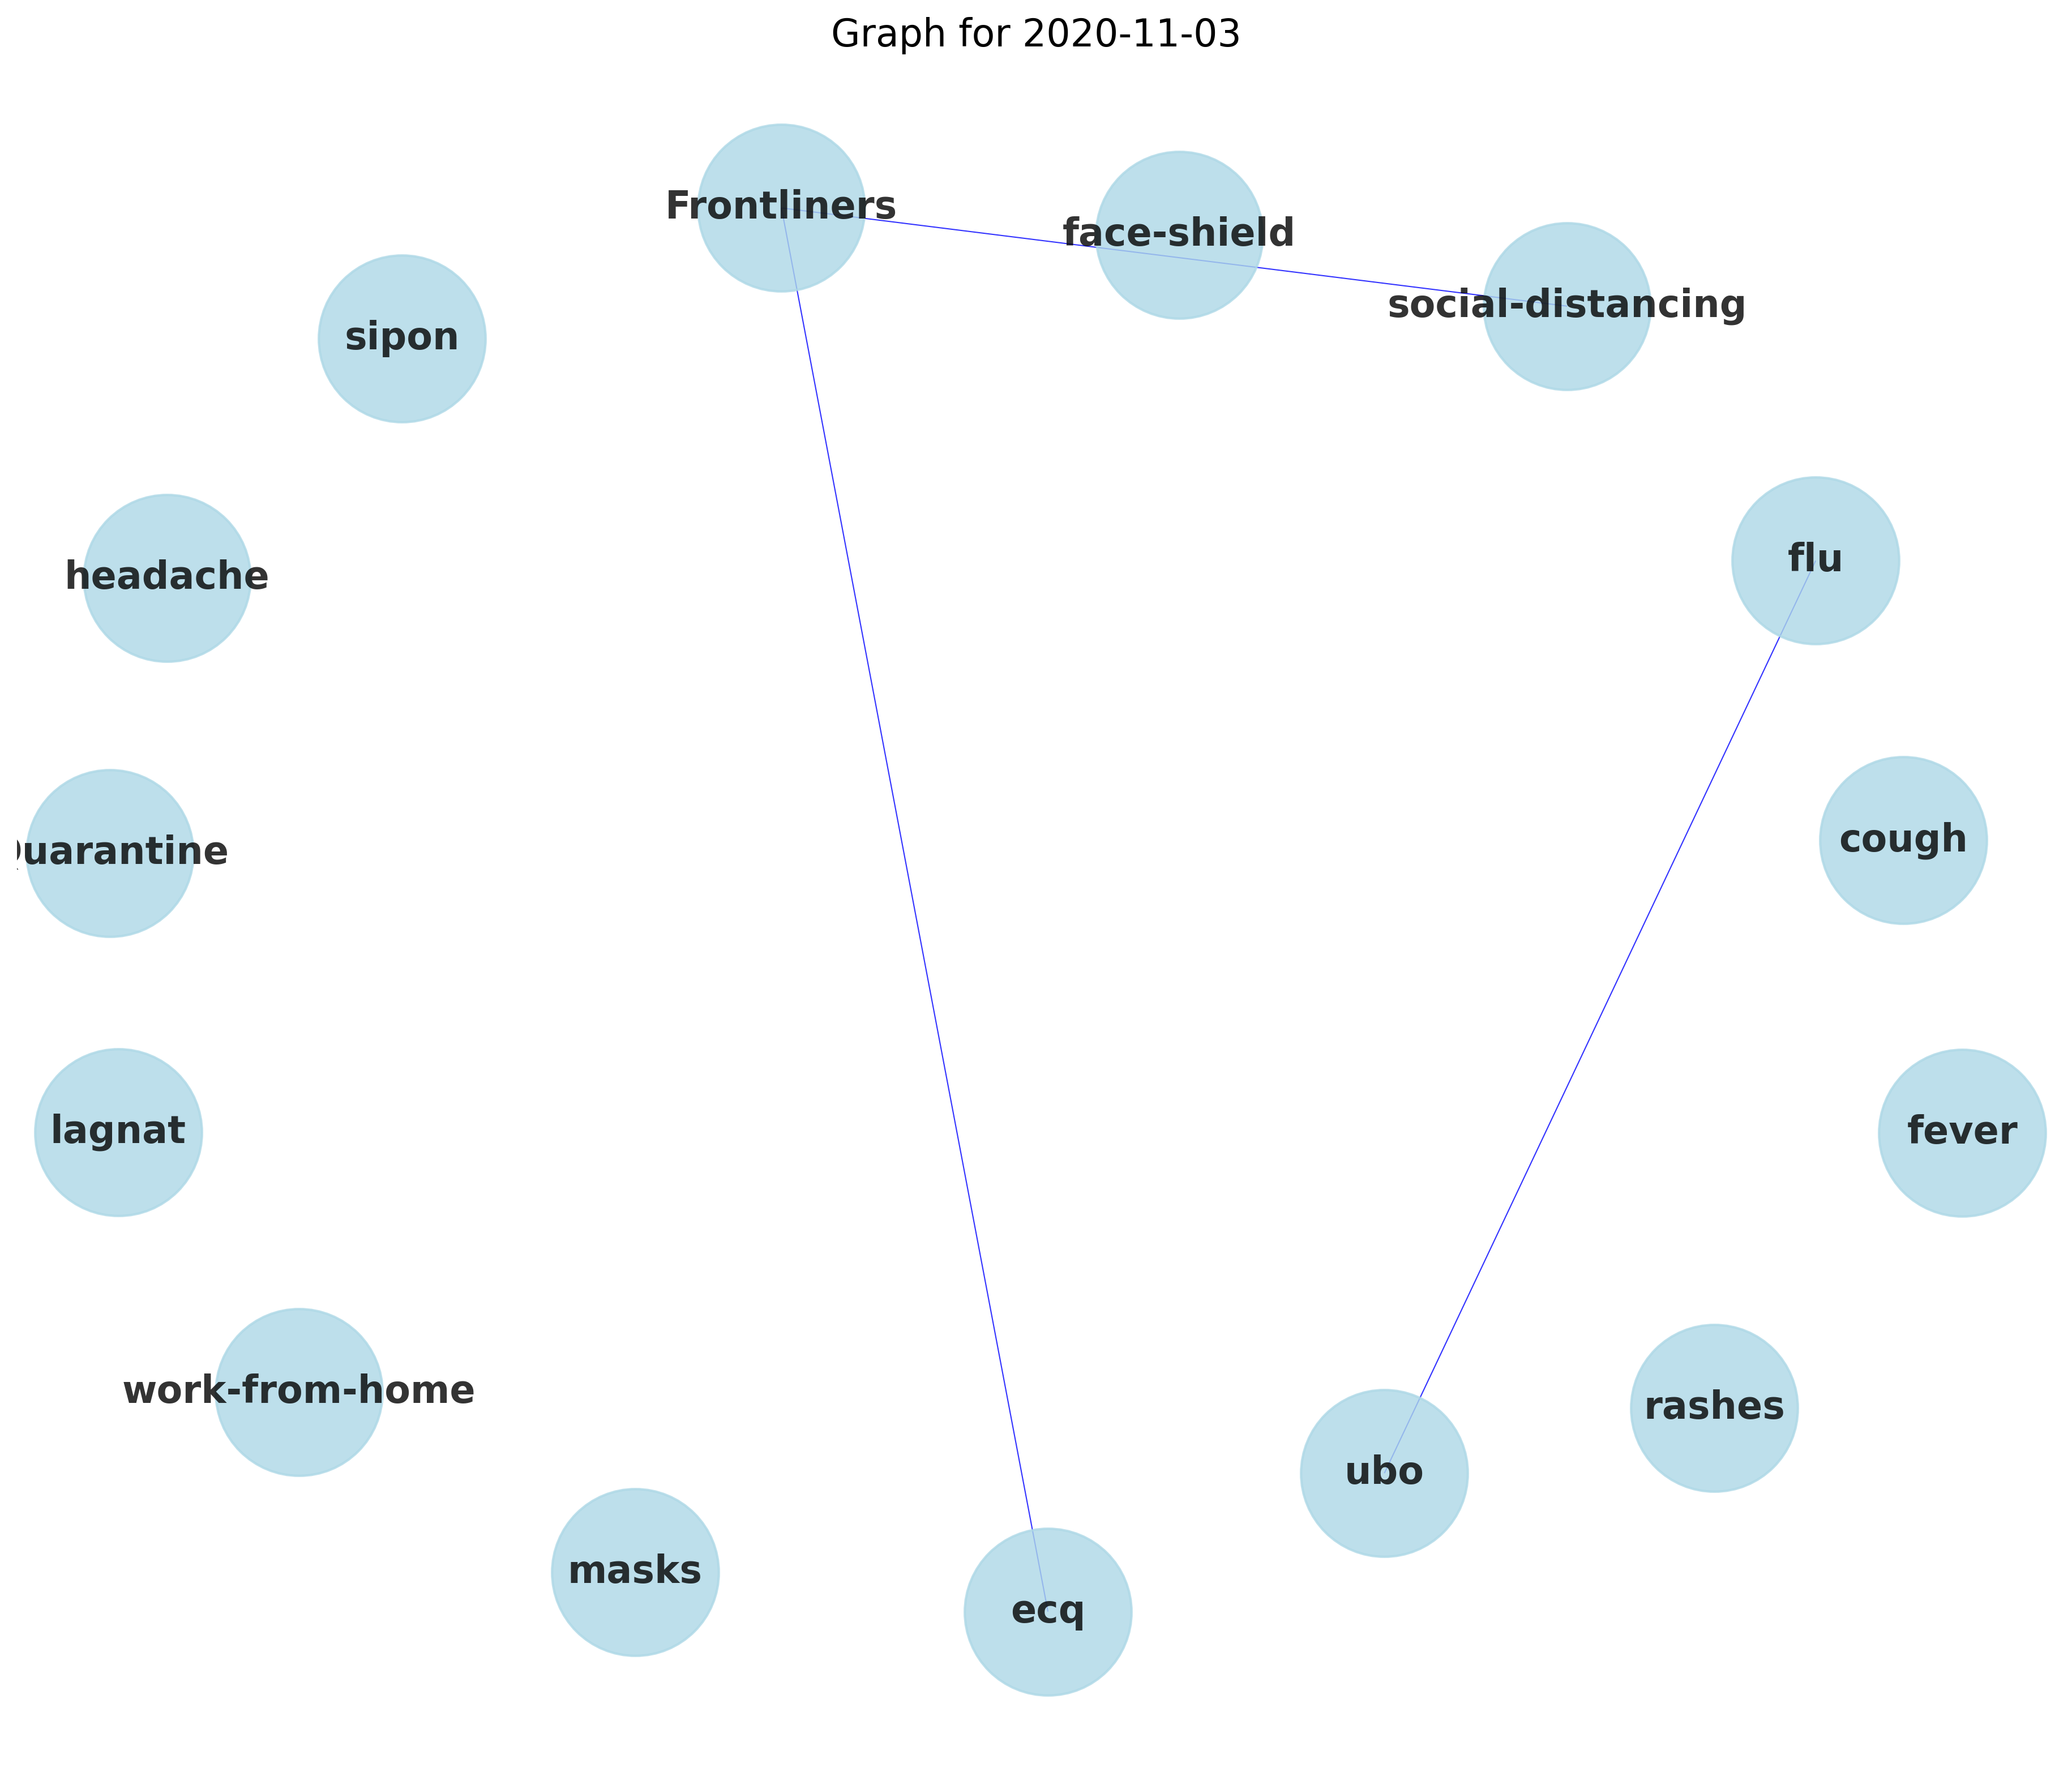 Graph for 2020-11-03
Frontliners
face-shield
social-distancing
sipon
flu
headache
cough
uarantine
lagnat
fever
work-from-home
rashes
ubo
masks
ecq